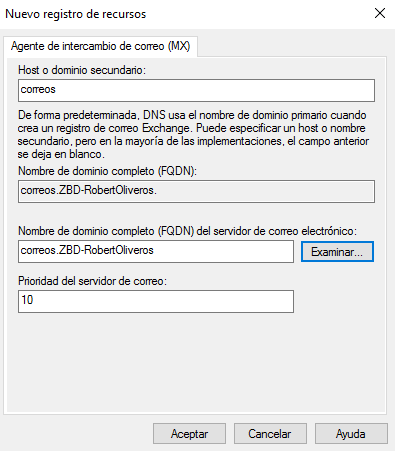 Nuevo registro de recursos
Agente de intercambio de correo (MX)
Host o dominio secundario:
correos
De forma predeterminada, DNS usa el nombre de dominio primario cuando
crea un registro de correo Exchange. Puede especificar un host o nombre
secundario, pero en la mayoría de las implementaciones, el campo anterior
se deja en blanco.
Nombre de dominio completo (FQDN):
correos.ZBD-RobertOliveros.
Nombre de dominio completo (FQDN) del servidor de correo electrónico:
correos.ZBD-RobertOliveros
Examinar...
Prioridad del servidor de correo:
10
Aceptar
Cancelar
Ayuda